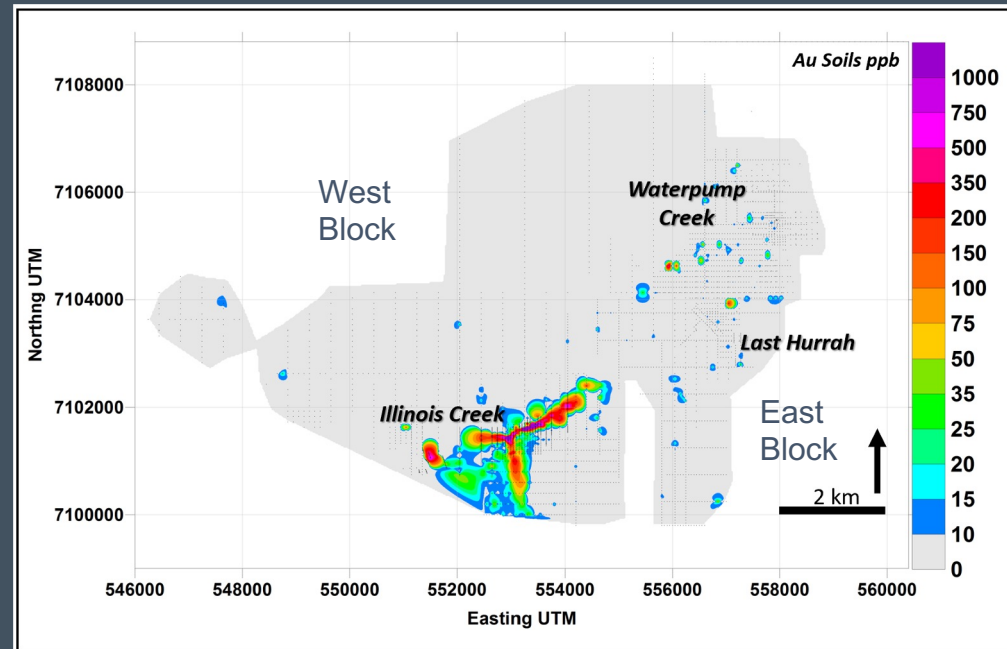 Au Soils ppb
7108000
7106000
7104000
7102000
7100000
Northng UTM
West
Block
Waterpump
Creek
Last Hurrah
Illinois Creek
East
Block
2 km
546000 548000 550000 552000 554000 556000 558000 560000
Easting UTM
1000
750
500
350
200
150
100
75
50
35
25
20
15
10
0